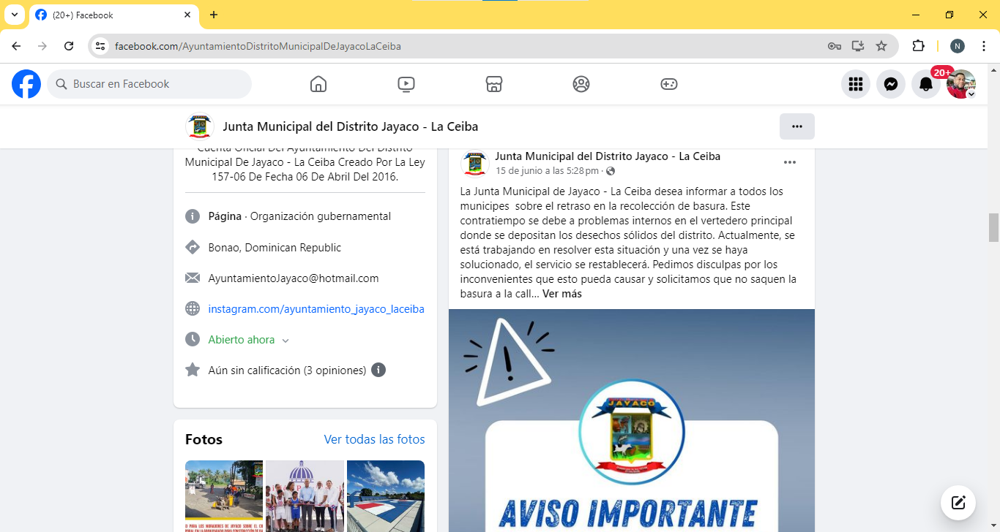 (20+) Facebook
facebook.com/AyuntamientoDistritoMunicipalDeJayacoLaCeiba
Buscar en Facebook
20+
N
Junta Municipal del Distrito Jayaco - La Ceiba
Cuenta Oficial Del Ayuntamiento Del Distrito
Municipal De Jayaco - La Ceiba Creado Por La Ley
157-06 De Fecha 06 De Abril Del 2016.
Página · Organización gubernamental
Bonao, Dominican Republic
AyuntamientoJayaco@hotmail.com
instagram.com/ayuntamiento_jayaco_laceiba
Abierto ahora
Aún sin calificación (3 opiniones)
Fotos
Ver todas las fotos
Junta Municipal del Distrito Jayaco - La Ceiba
15 de junio a las 5:28 pm ·
La Junta Municipal de Jayaco - La Ceiba desea informar a todos los
municipes  sobre el retraso en la recolección de basura. Este
contratiempo se debe a problemas internos en el vertedero principal
donde se depositan los desechos sólidos del distrito. Actualmente, se
está trabajando en resolver esta situación y una vez se haya
solucionado, el servicio se restablecerá. Pedimos disculpas por los
inconvenientes que esto pueda causar y solicitamos que no saquen la
basura a la call... Ver más
JAYACO
AVISO IMPORTANTE